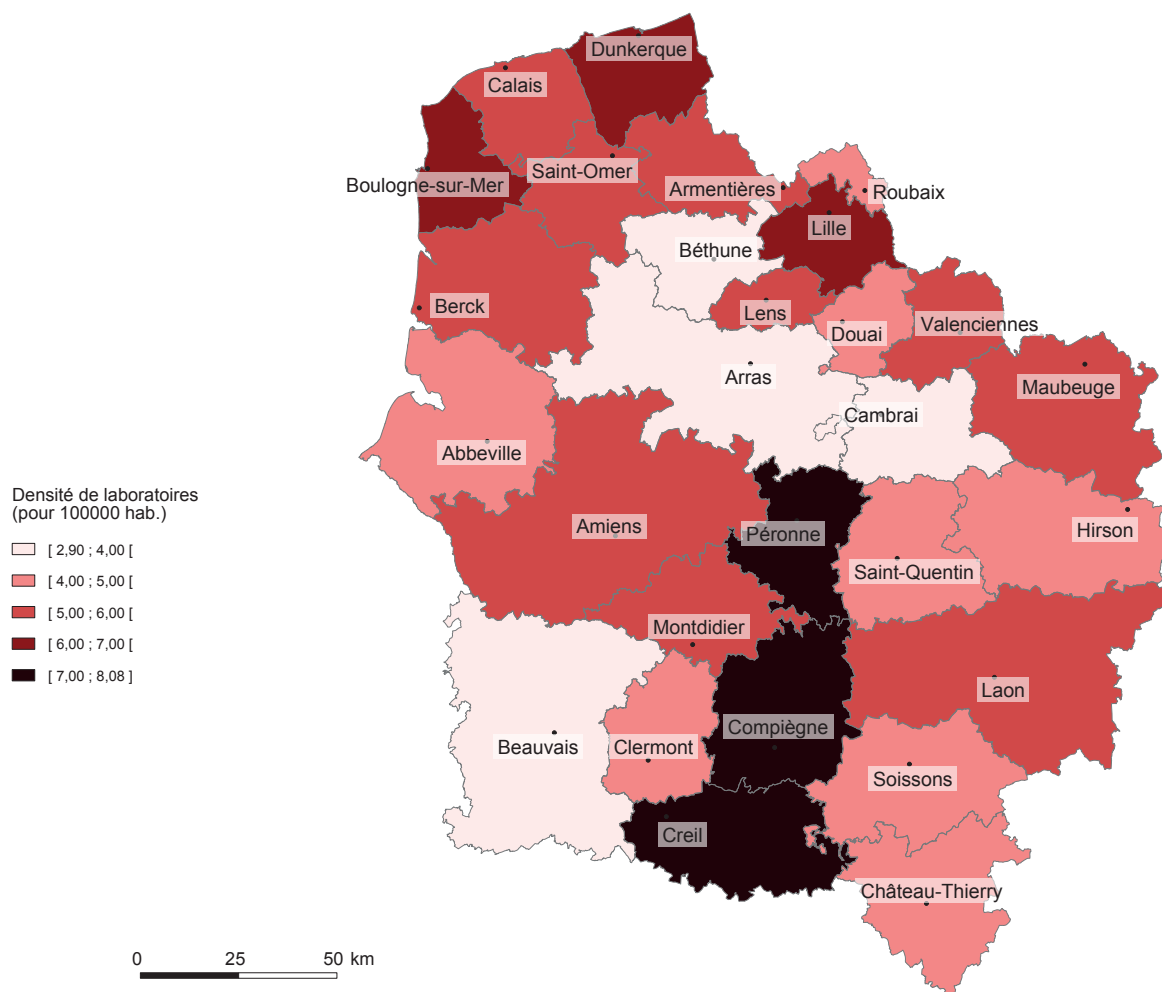 Dunkerque
Calais
Saint-Omer
Boulogne-sur-Mer
Armentières
Roubaix
Lille
Béthune
Berck
Lens
Douai
Valenciennes
Arras
Maubeuge
Cambrai
Abbeville
Densité de laboratoires
(pour 100000 hab.)
[ 2,90 ; 4,00 [
[ 4,00 ; 5,00 [
[ 5,00 ; 6,00 [
[ 6,00 ; 7,00 [
[ 7,00 ; 8,08 ]
Amiens
Péronne
Hirson
Saint-Quentin
Montdidier
Laon
Beauvais
Clermont
Compiègne
Soissons
Creil
Château-Thierry
0 25 50 km